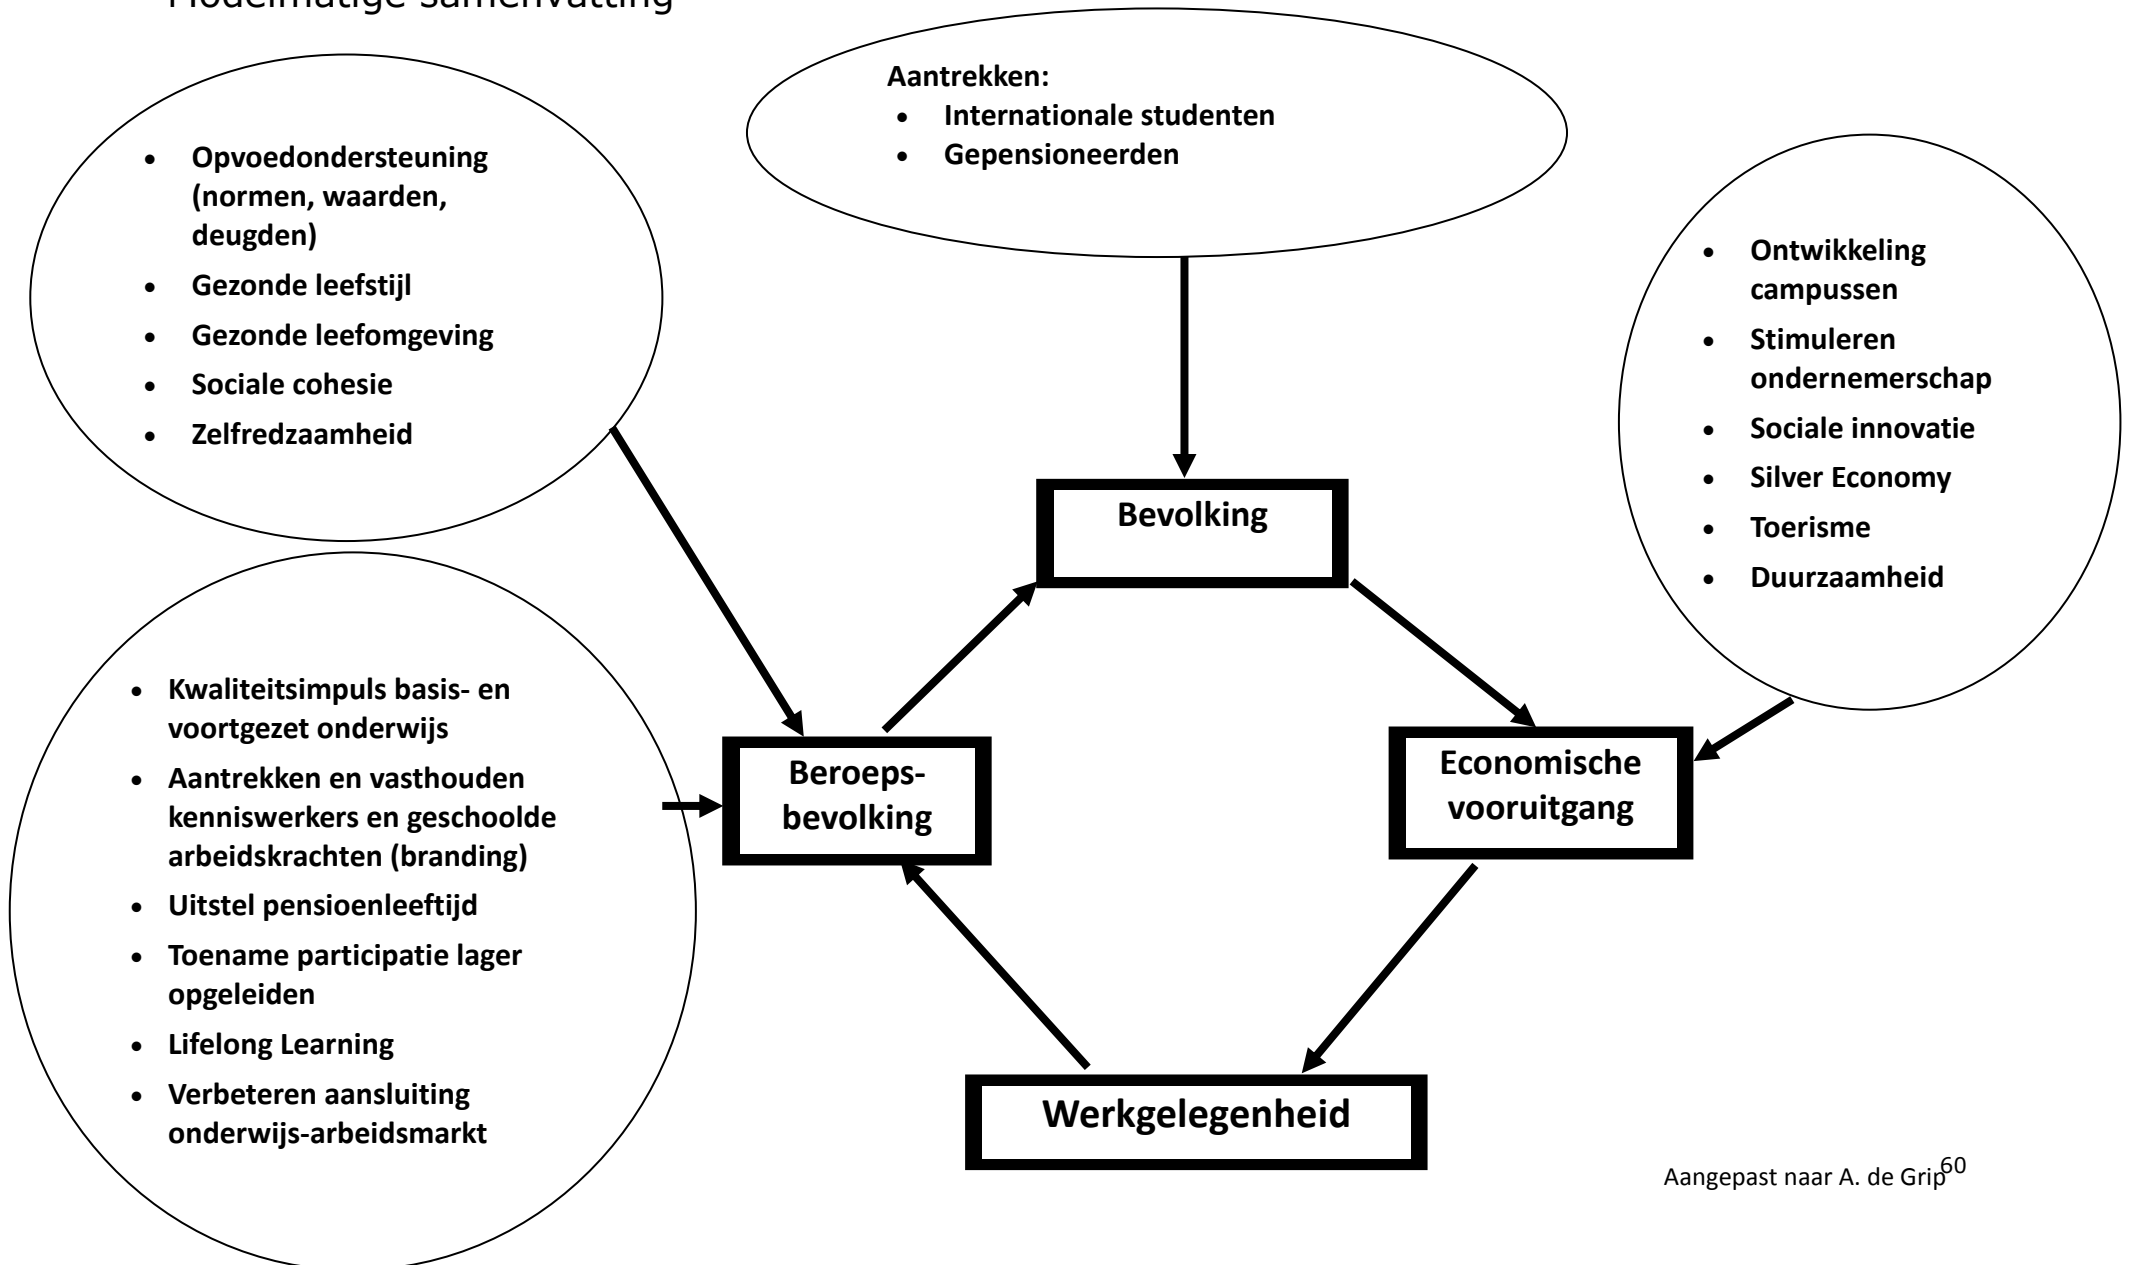 Modelmatige samenvatting
Aantrekken:
• Internationale studenten
• Gepensioneerden
• Opvoedondersteuning
(normen, waarden,
deugden)
• Gezonde leefstijl
• Gezonde leefomgeving
• Sociale cohesie
• Zelfredzaamheid
• Ontwikkeling
campussen
• Stimuleren
ondernemerschap
• Sociale innovatie
• Silver Economy
• Toerisme
• Duurzaamheid
Bevolking
• Kwaliteitsimpuls basis- en
voortgezet onderwijs
• Aantrekken en vasthouden
kenniswerkers en geschoolde
arbeidskrachten (branding)
• Uitstel pensioenleeftijd
• Toename participatie lager
opgeleiden
• Lifelong Learning
• Verbeteren aansluiting
onderwijs-arbeidsmarkt
Beroeps-
bevolking
Economische
vooruitgang
Werkgelegenheid
Aangepast naar A. de Grip
60